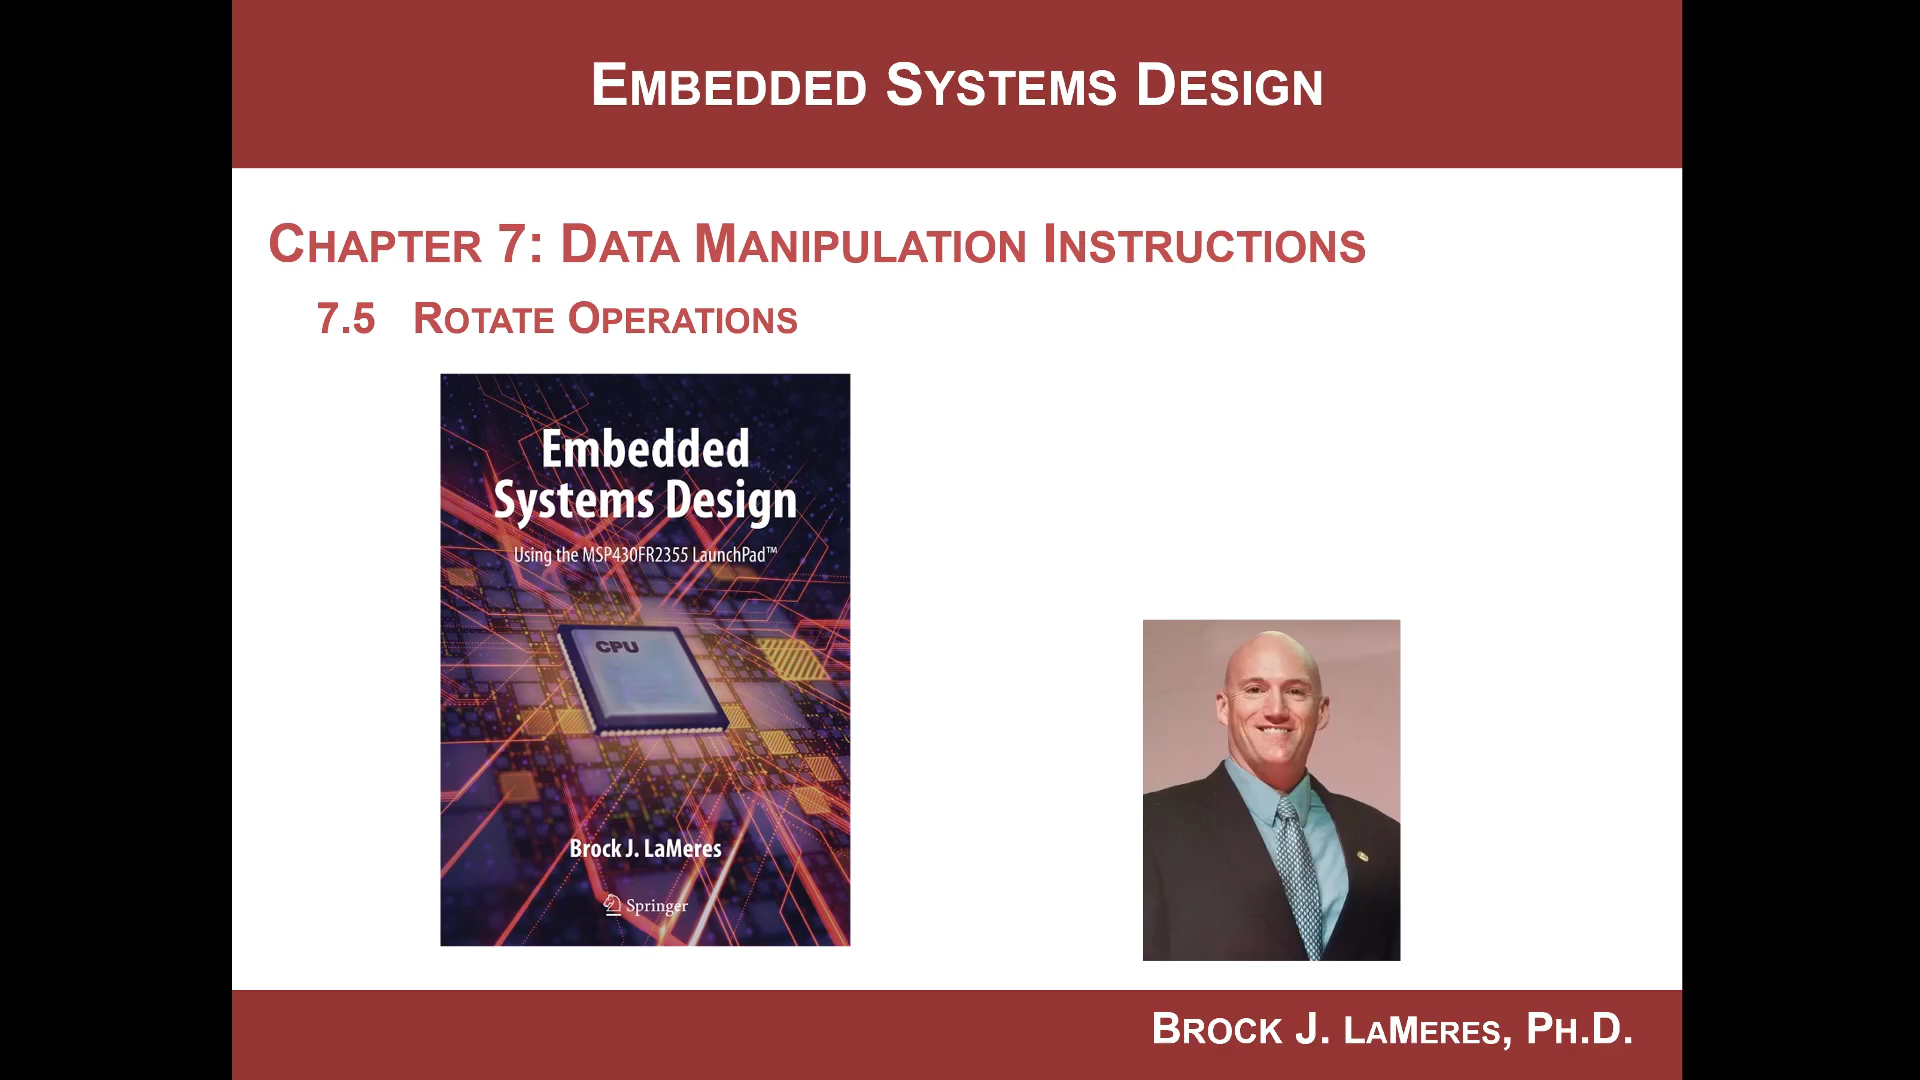 EMBEDDED SYSTEMS DESIGN
CHAPTER 7: DATA MANIPULATION INSTRUCTIONS
7.5 ROTATE OPERATIONS
Embedded
Systems Design
Using the MSP430FR2355 LaunchPad™
CPU
Brock J. LaMeres
Springer
BROCK J. LAMERES, PH.D.